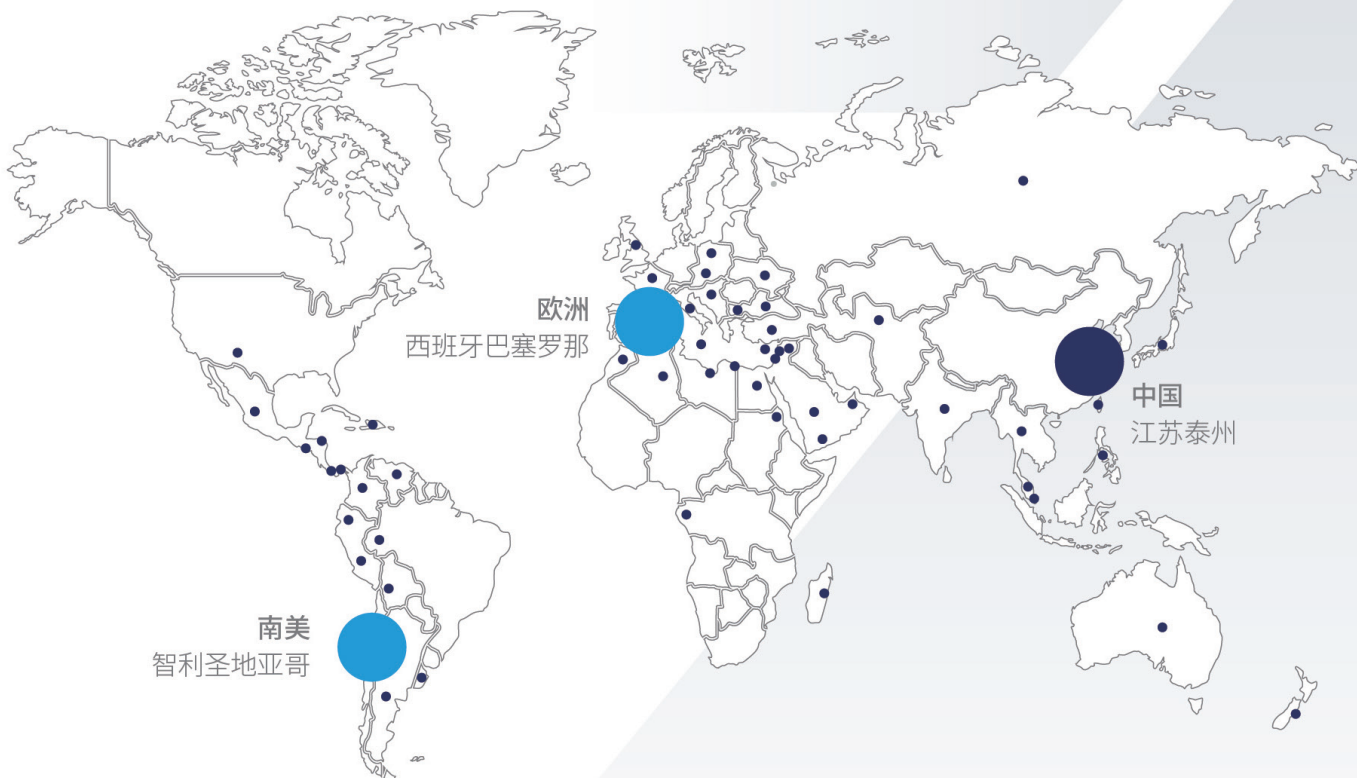 欧洲
西班牙巴塞罗那
中国
江苏泰州
南美
智利圣地亚哥